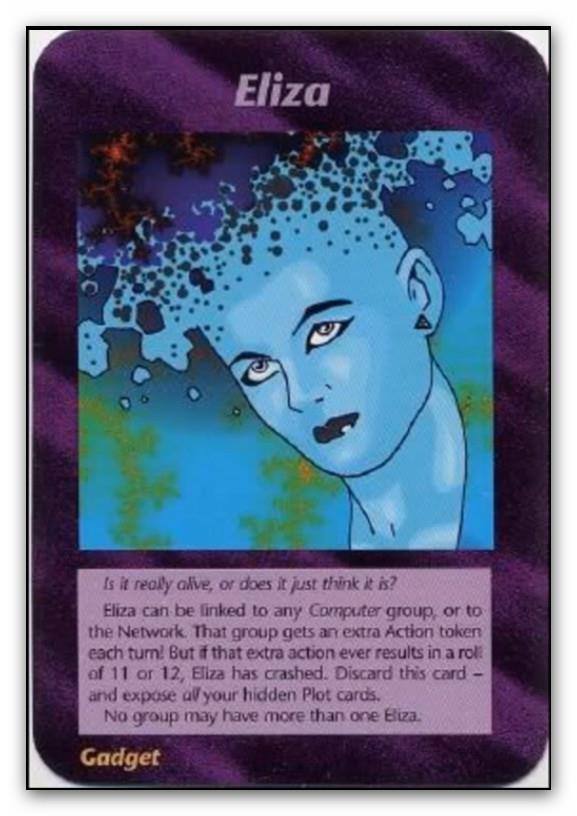 Eliza
Is it really alive, or does it just think it is?
Eliza can be linked to any Computer group, or to
the Network. That group gets an extra Action token
each turn! But if that extra action ever results in a roll
of 11 or 12, Eliza has crashed. Discard this card –
and expose all your hidden Plot cards.
No group may have more than one Eliza.
Gadget